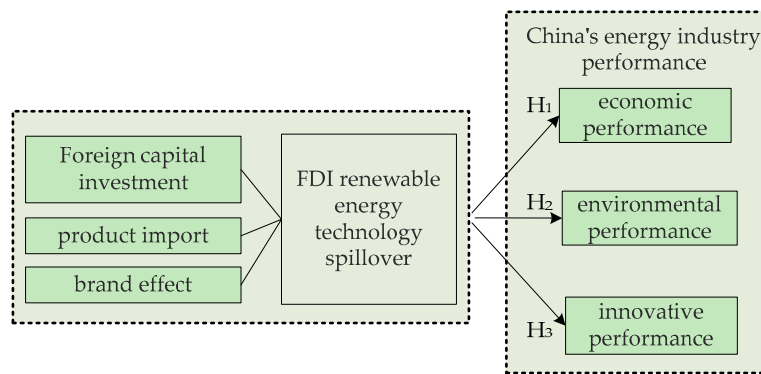 China's energy industry
performance
H1
economic
performance
Foreign capital
investment
FDI renewable
energy
technology
spillover
product import
brand effect
H2
environmental
performance
H3
innovative
performance